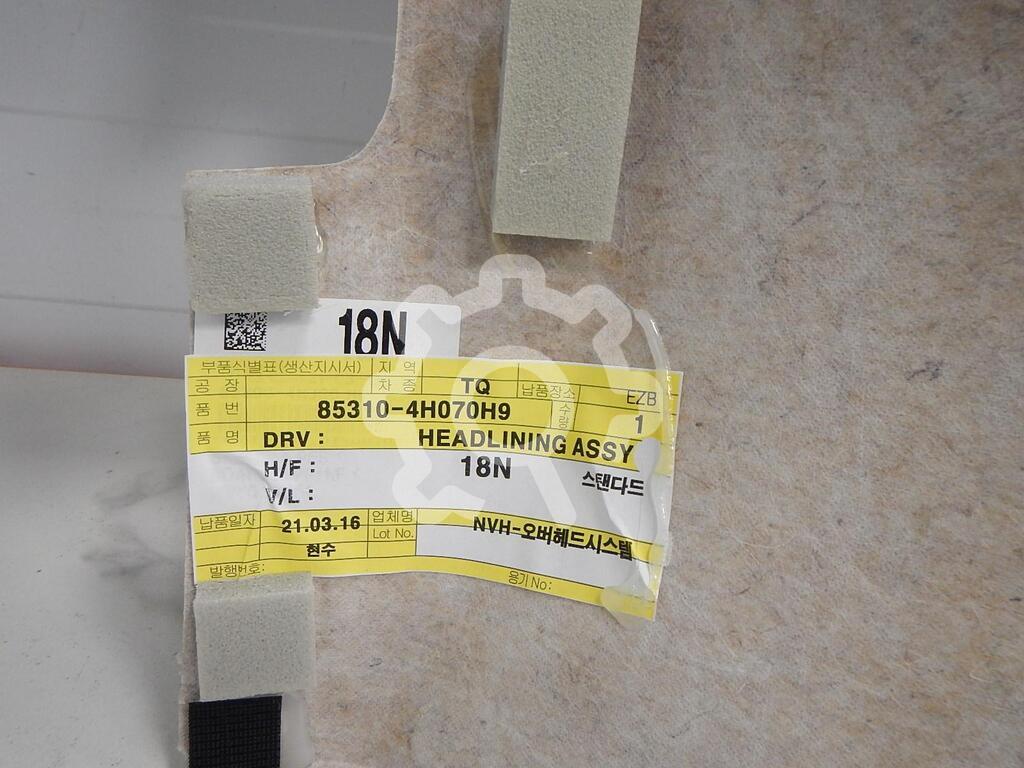 18N
부품식별표(생산지시서) 지 역
공 장 차 종 TQ 납품장소 EZB
품 번 85310-4H070H9 수량 1
품 명 DRV : HEADLINING ASSY
H/F : 18N 스탠다드
V/L :
납품일자 21.03.16 업체명 NVH-오버헤드시스템
현수 Lot No.
발행번호: 용기No: